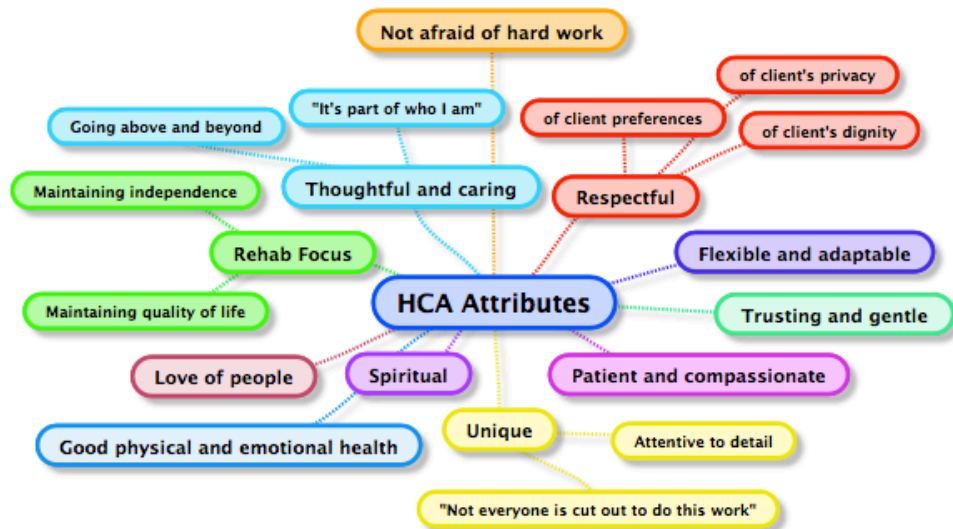 Not afraid of hard work
of client's privacy
"It's part of who I am"
of client preferences
Going above and beyond
of client's dignity
Thoughtful and caring
Maintaining independence
Respectful
Rehab Focus
Flexible and adaptable
HCA Attributes
Maintaining quality of life
Trusting and gentle
Love of people
Spiritual
Patient and compassionate
Unique
Good physical and emotional health
Attentive to detail
"Not everyone is cut out to do this work"